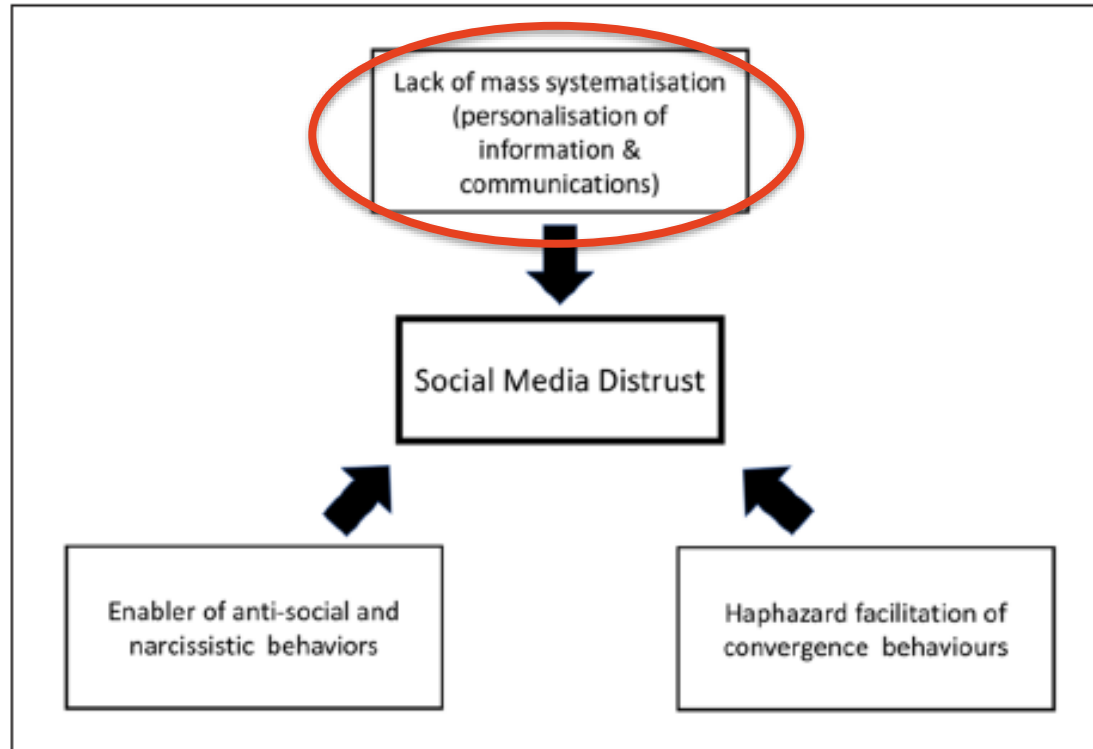 Lack of mass systematisation
(personalisation of
information &
communications)
Social Media Distrust
Enabler of anti-social and
narcissistic behaviors
Haphazard facilitation of
convergence behaviours